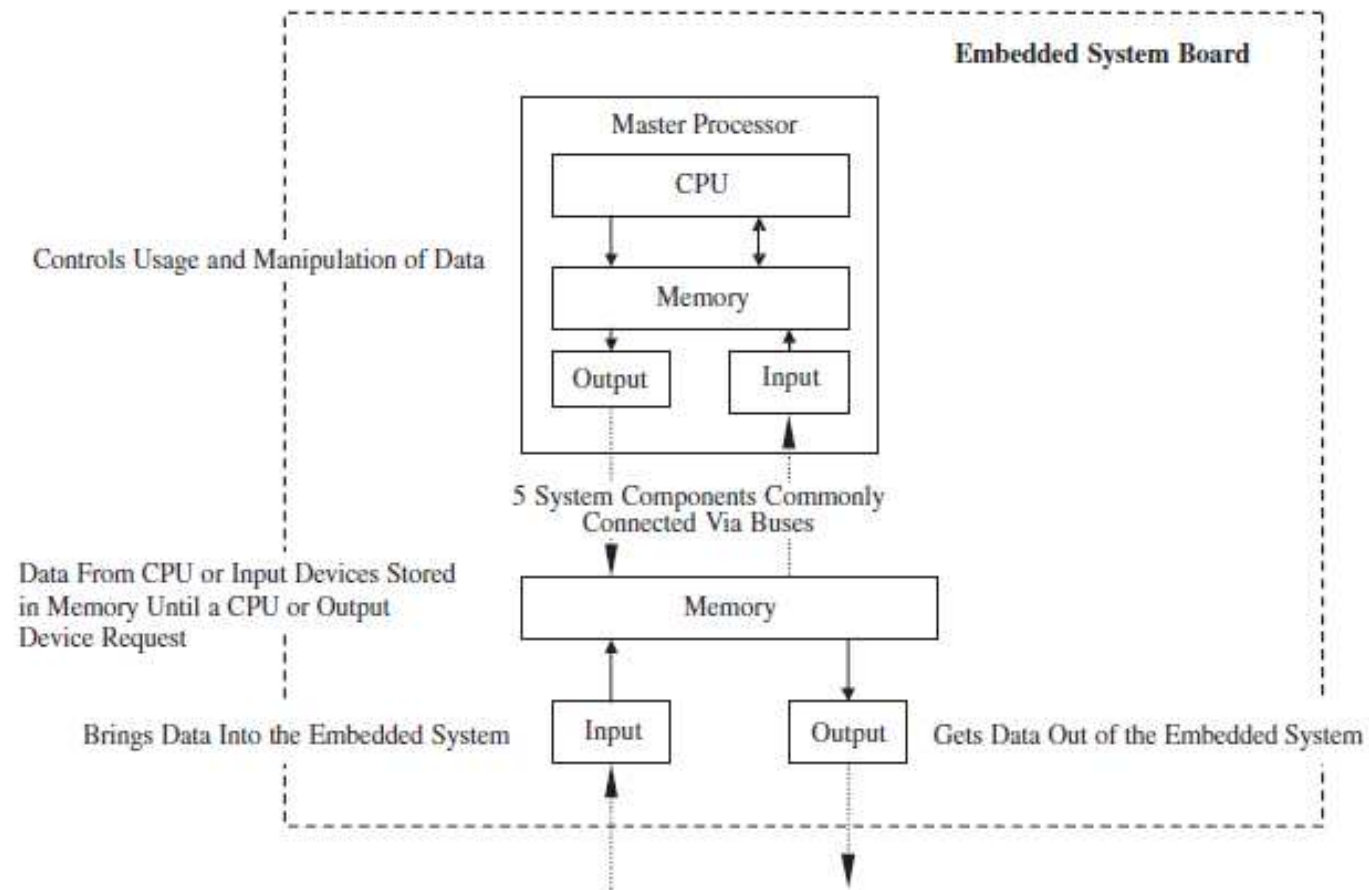 Embedded System Board
Master Processor
CPU
Controls Usage and Manipulation of Data
Memory
Output
Input
5 System Components Commonly
Connected Via Buses
Data From CPU or Input Devices Stored
in Memory Until a CPU or Output
Device Request
Memory
Brings Data Into the Embedded System
Input
Output
Gets Data Out of the Embedded System